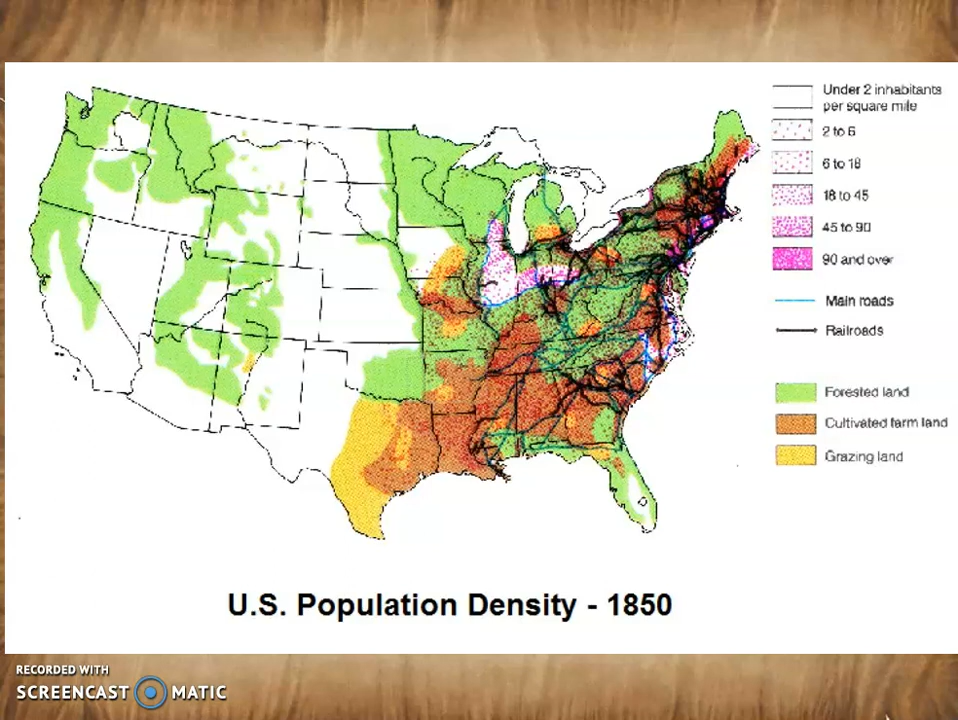 Under 2 inhabitants
per square mile
2 to 6
6 to 18
18 to 45
45 to 90
90 and over
Main roads
Railroads
Forested land
Cultivated farm land
Grazing land
U.S. Population Density - 1850
RECORDED WITH
SCREENCAST MATIC